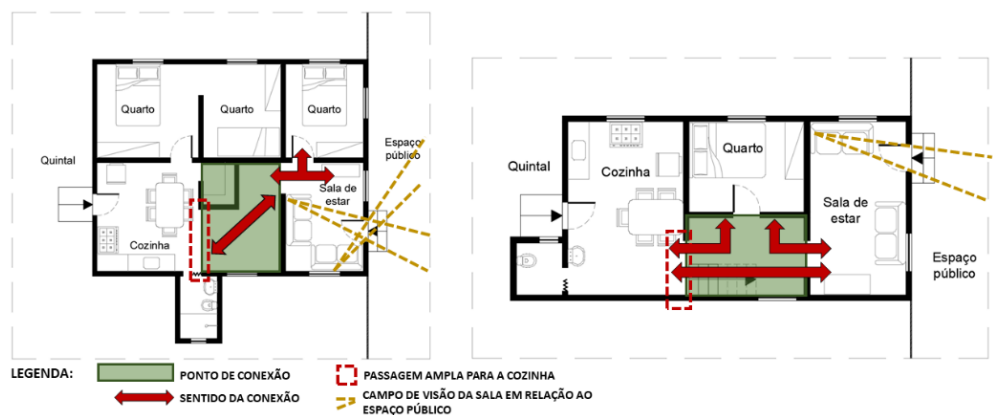 Quarto
Quarto
Quarto
Quintal
Espaço
público
Sala de
estar
Cozinha
Quintal
Cozinha
Quarto
Sala de
estar
Espaço
público
LEGENDA:
PONTO DE CONEXÃO
SENTIDO DA CONEXÃO
PASSAGEM AMPLA PARA A COZINHA
CAMPO DE VISÃO DA SALA EM RELAÇÃO AO
ESPAÇO PÚBLICO